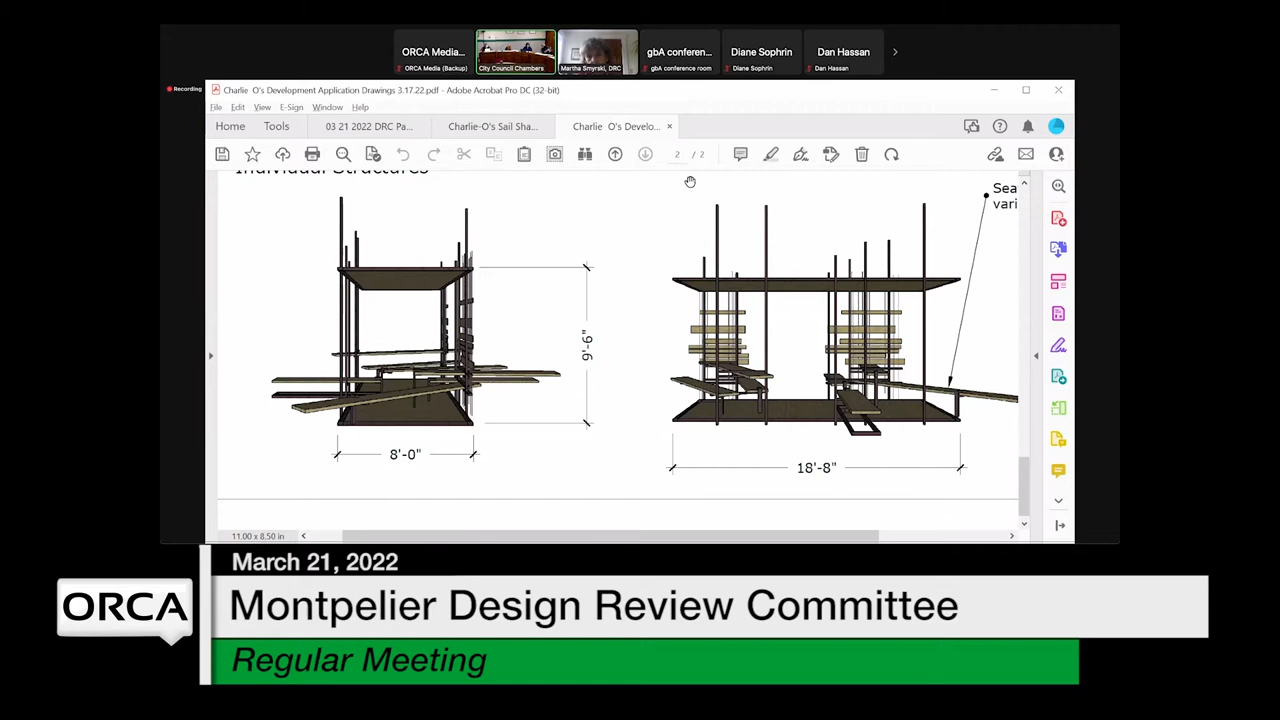 ORCA Media...
ORCA Media (Backup)
City Council Chambers
Martha Smyrski, DRC
gbA conferen...
gbA conference room
Diane Sophrin
Diane Sophrin
Dan Hassan
Dan Hassan
Recording
Charlie O's Development Application Drawings 3.17.22.pdf - Adobe Acrobat Pro DC (32-bit)
File Edit View E-Sign Window Help
Home Tools 03 21 2022 DRC Pa... Charlie-O's Sail Sha... Charlie O's Develo... ×
2 / 2
Individual Structures
Sea
vari
9'-6"
8'-0"
18'-8"
11.00 x 8.50 in
March 21, 2022
ORCA
Montpelier Design Review Committee
Regular Meeting